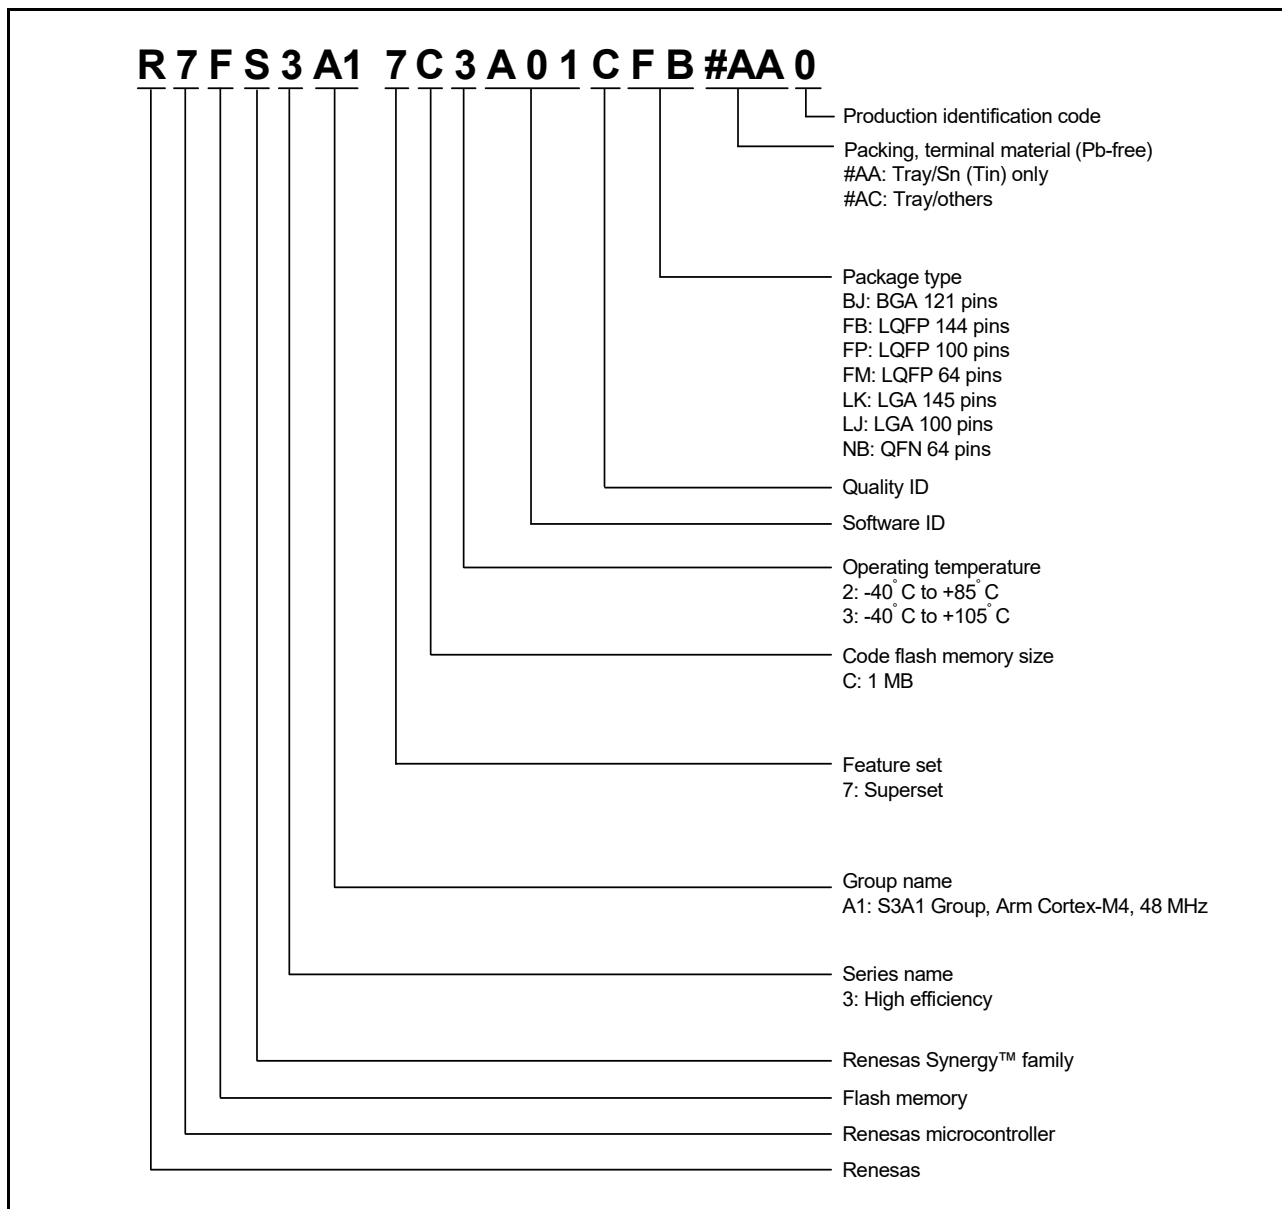 R 7 F S 3 A1 7 C 3 A 0 1 C F B #AA 0
Production identification code
Packing, terminal material (Pb-free)
#AA: Tray/Sn (Tin) only
#AC: Tray/others
Package type
BJ: BGA 121 pins
FB: LQFP 144 pins
FP: LQFP 100 pins
FM: LQFP 64 pins
LK: LGA 145 pins
LJ: LGA 100 pins
NB: QFN 64 pins
Quality ID
Software ID
Operating temperature
2: -40° C to +85° C
3: -40° C to +105° C
Code flash memory size
C: 1 MB
Feature set
7: Superset
Group name
A1: S3A1 Group, Arm Cortex-M4, 48 MHz
Series name
3: High efficiency
Renesas Synergy™ family
Flash memory
Renesas microcontroller
Renesas